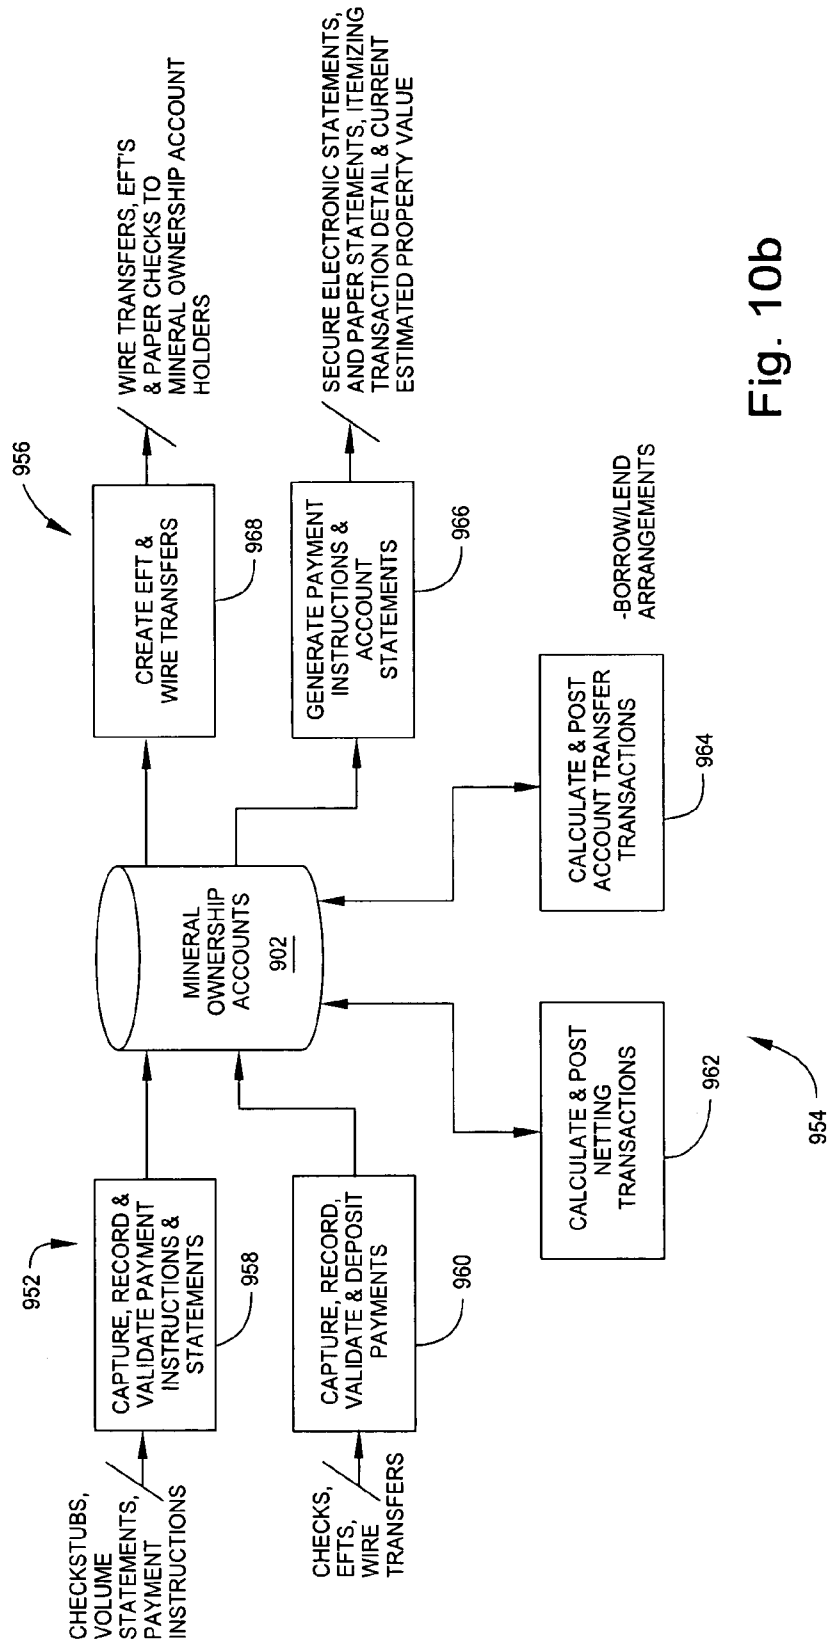 952
956
CHECKSTUBS,
VOLUME
STATEMENTS,
PAYMENT
INSTRUCTIONS
CAPTURE, RECORD &
VALIDATE PAYMENT
INSTRUCTIONS &
STATEMENTS
958
CHECKS,
EFTS,
WIRE
TRANSFERS
CAPTURE, RECORD,
VALIDATE & DEPOSIT
PAYMENTS
960
MINERAL
OWNERSHIP
ACCOUNTS
902
CREATE EFT &
WIRE TRANSFERS
968
WIRE TRANSFERS, EFT'S
& PAPER CHECKS TO
MINERAL OWNERSHIP ACCOUNT
HOLDERS
GENERATE PAYMENT
INSTRUCTIONS &
ACCOUNT
STATEMENTS
966
SECURE ELECTRONIC STATEMENTS,
AND PAPER STATEMENTS, ITEMIZING
TRANSACTION DETAIL & CURRENT
ESTIMATED PROPERTY VALUE
CALCULATE & POST
NETTING
TRANSACTIONS
962
CALCULATE & POST
ACCOUNT TRANSFER
TRANSACTIONS
964
-BORROW/LEND
ARRANGEMENTS
954
Fig. 10b